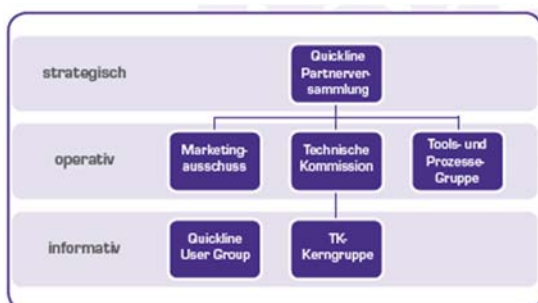 strategisch
Quickline
Partnerver-
sammlung
operativ
Marketing-
ausschuss
Technische
Kommission
Tools- und
Prozesse-
Gruppe
informativ
Quickline
User Group
TK-
Kerngruppe